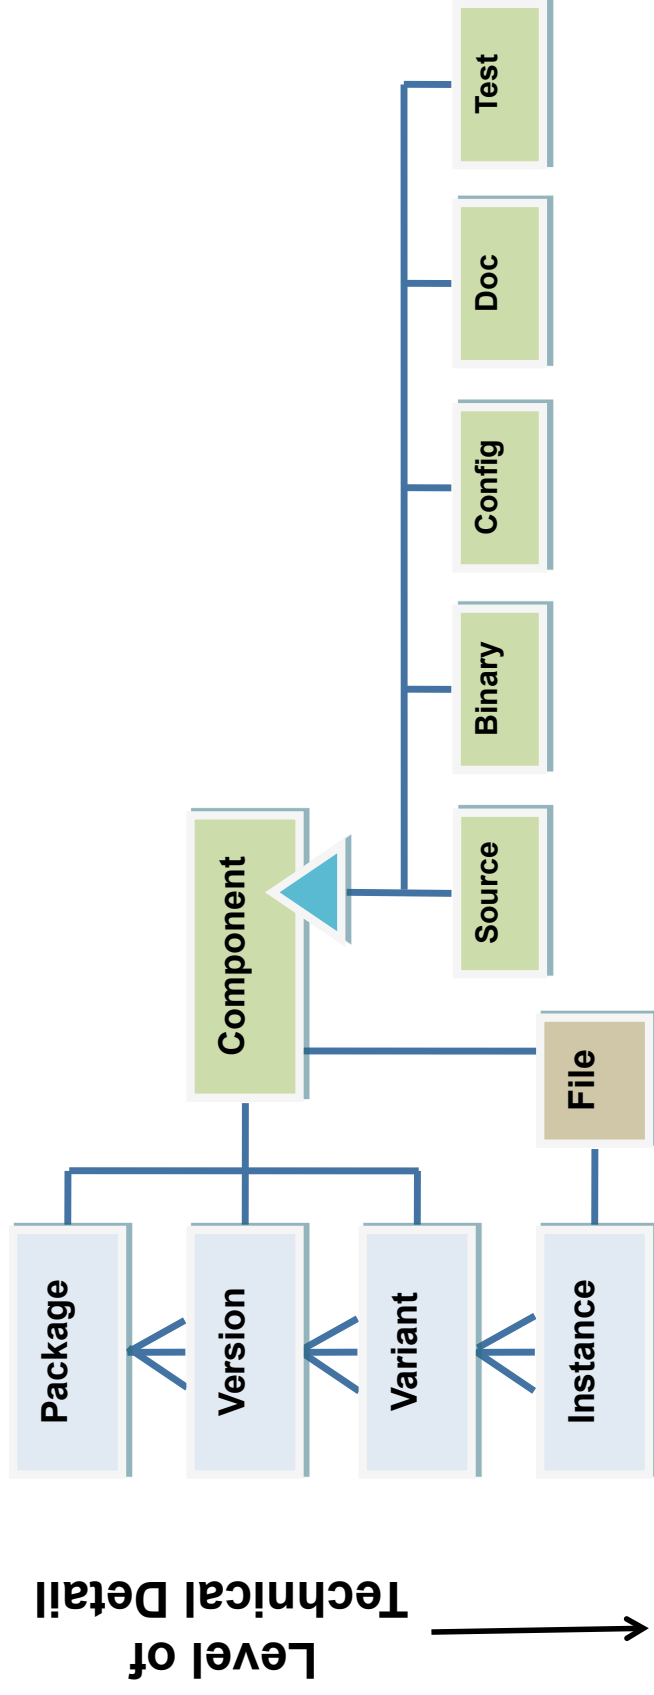 Level of
Technical Detail
Package
Version
Variant
Instance
Component
File
Source
Binary
Config
Doc
Test